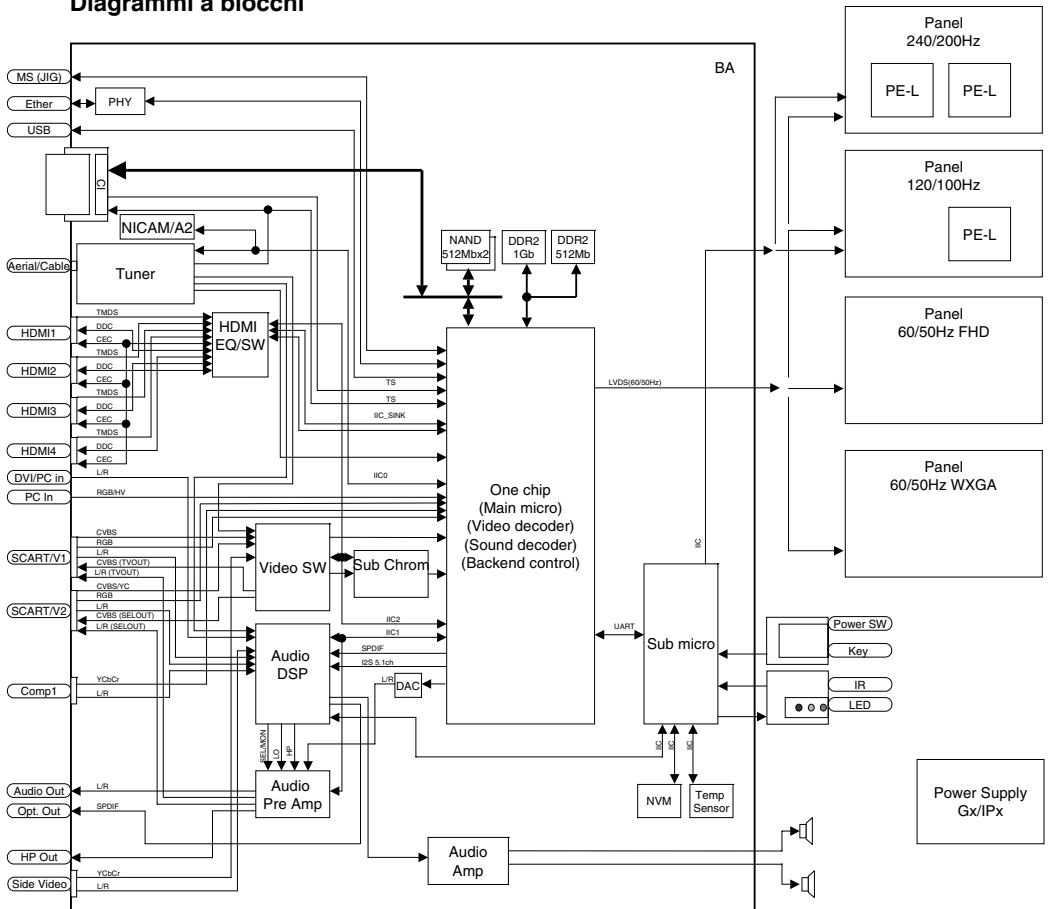 Diagrammi a blocchi
BA
MS (JIG)
Ether
PHY
USB
CI
NICAM/A2
Aerial/Cable
Tuner
NAND
512Mbx2
DDR2
1Gb
DDR2
512Mb
HDMI1
TMDS
DDC
CEC
HDMI2
TMDS
DDC
CEC
HDMI3
TMDS
DDC
CEC
HDMI4
TMDS
DDC
CEC
HDMI
EQ/SW
DVI/PC in
L/R
PC In
RGB/HV
TS
TS
IIC_SINK
IIC0
SCART/V1
CVBS
RGB
L/R
CVBS (TVOUT)
L/R (TVOUT)
SCART/V2
CVBS/YC
RGB
L/R
CVBS (SELOUT)
L/R (SELOUT)
Video SW
Sub Chrom
One chip
(Main micro)
(Video decoder)
(Sound decoder)
(Backend control)
IIC2
IIC1
SPDIF
I2S 5.1ch
L/R
DAC
Audio
DSP
Comp1
YCbCr
L/R
SEL/MON
LO
HP
Audio
Pre Amp
Audio Out
L/R
Opt. Out
SPDIF
HP Out
Side Video
YCbCr
L/R
Audio
Amp
LVDS(60/50Hz)
UART
Sub micro
IIC
IIC
IIC
IIC
NVM
Temp
Sensor
Panel
240/200Hz
PE-L
PE-L
Panel
120/100Hz
PE-L
Panel
60/50Hz FHD
Panel
60/50Hz WXGA
Power SW
Key
IR
LED
Power Supply
Gx/IPx